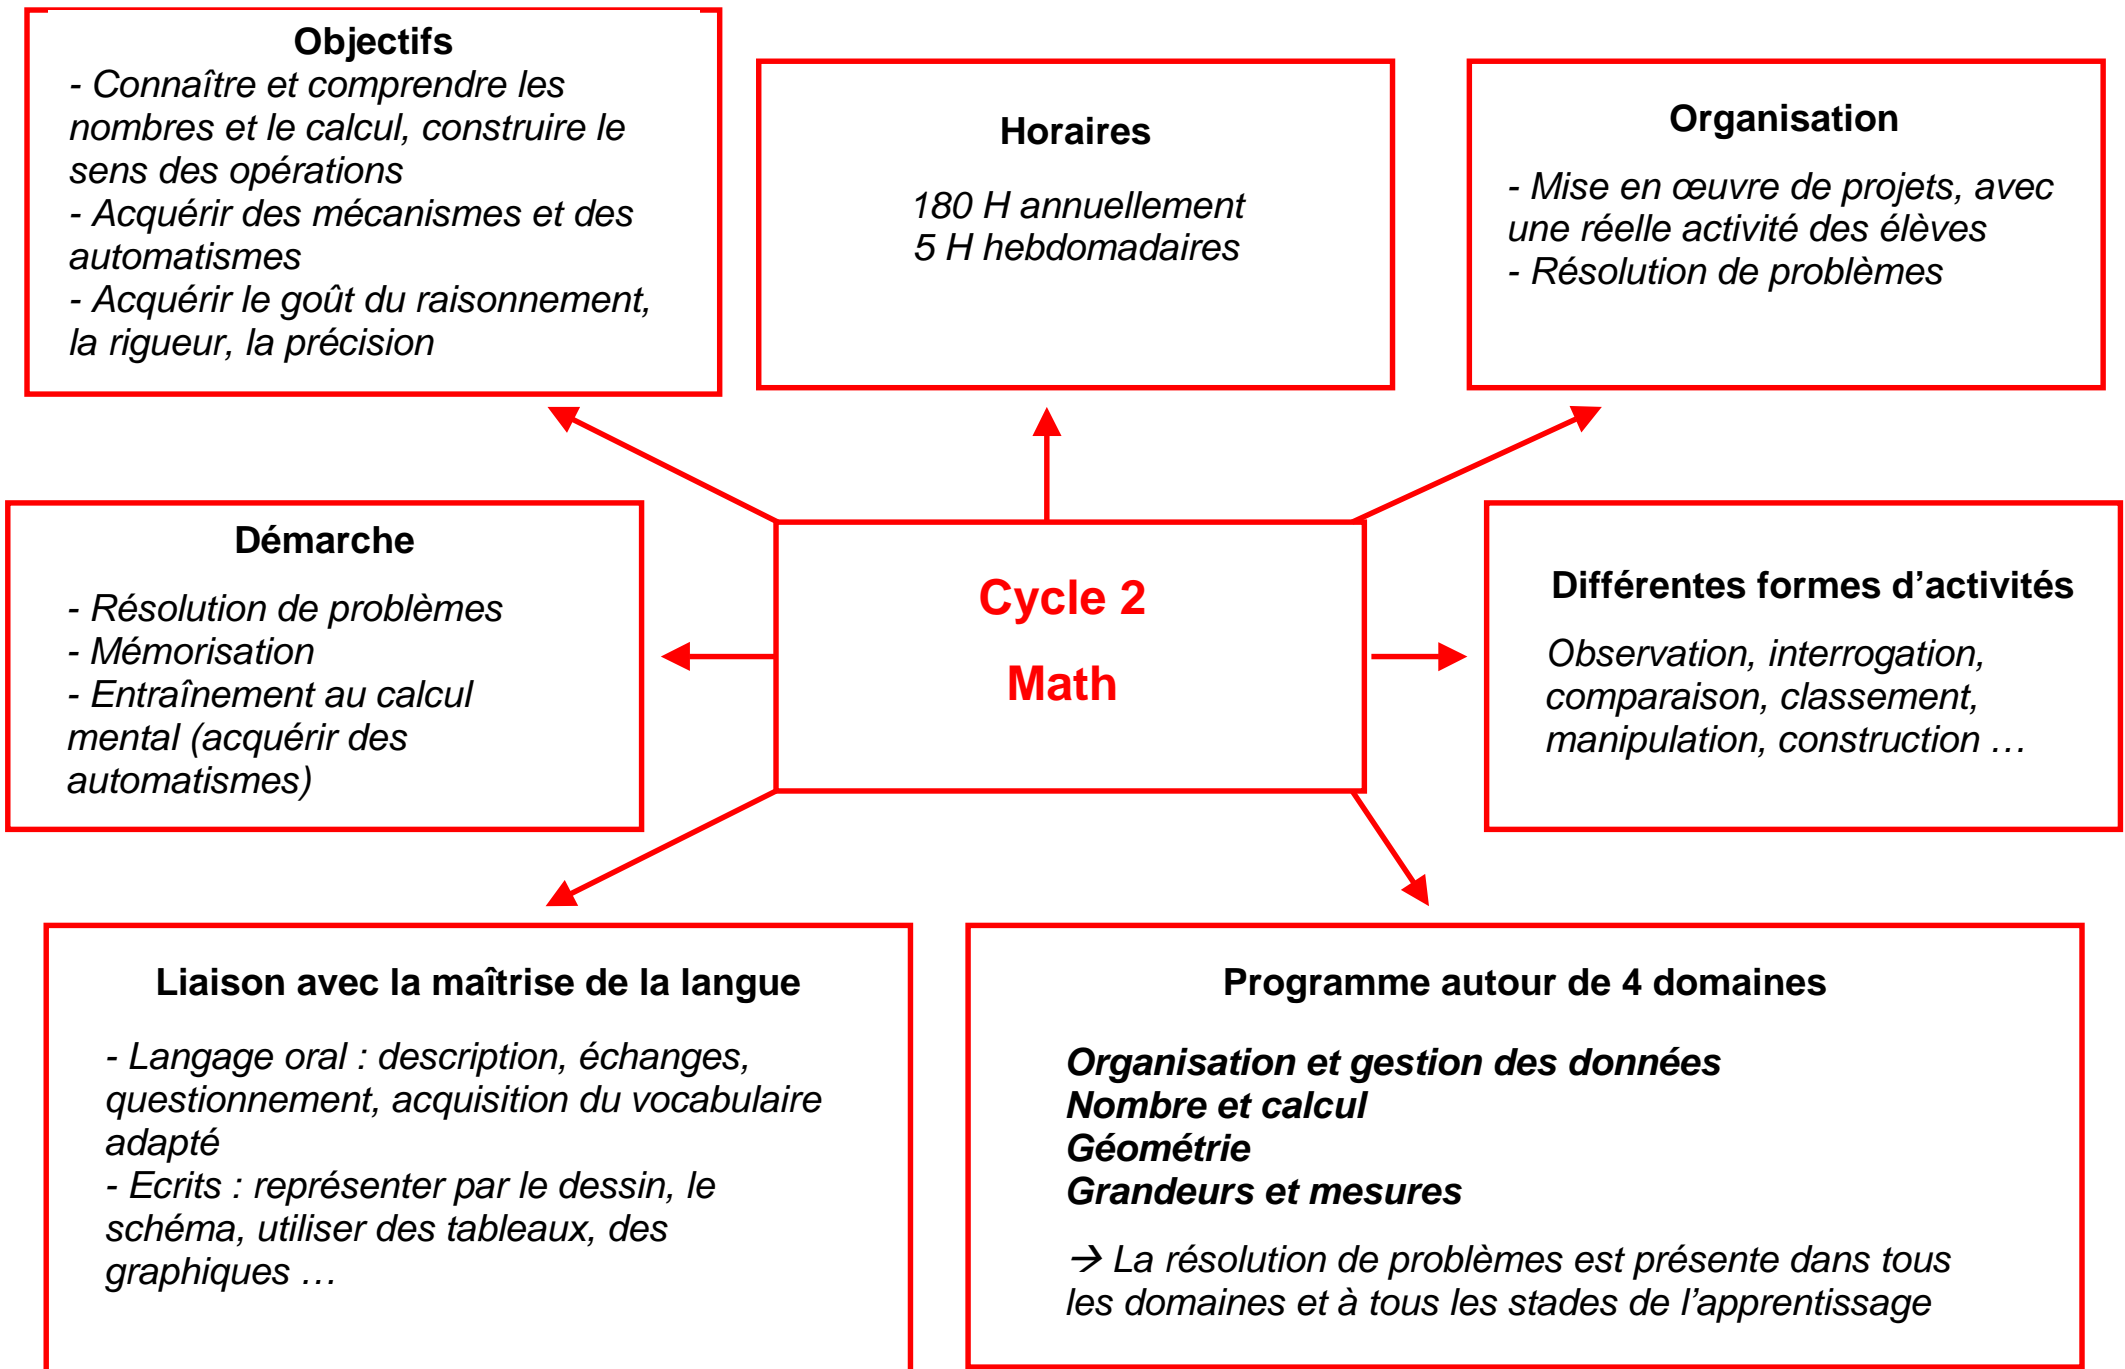 Objectifs
- Connaître et comprendre les
nombres et le calcul, construire le
sens des opérations
- Acquérir des mécanismes et des
automatismes
- Acquérir le goût du raisonnement,
la rigueur, la précision
Horaires
180 H annuellement
5 H hebdomadaires
Organisation
- Mise en œuvre de projets, avec
une réelle activité des élèves
- Résolution de problèmes
Démarche
- Résolution de problèmes
- Mémorisation
- Entraînement au calcul
mental (acquérir des
automatismes)
Cycle 2
Math
Différentes formes d’activités
Observation, interrogation,
comparaison, classement,
manipulation, construction …
Liaison avec la maîtrise de la langue
- Langage oral : description, échanges,
questionnement, acquisition du vocabulaire
adapté
- Ecrits : représenter par le dessin, le
schéma, utiliser des tableaux, des
graphiques …
Programme autour de 4 domaines
Organisation et gestion des données
Nombre et calcul
Géométrie
Grandeurs et mesures
→ La résolution de problèmes est présente dans tous
les domaines et à tous les stades de l’apprentissage